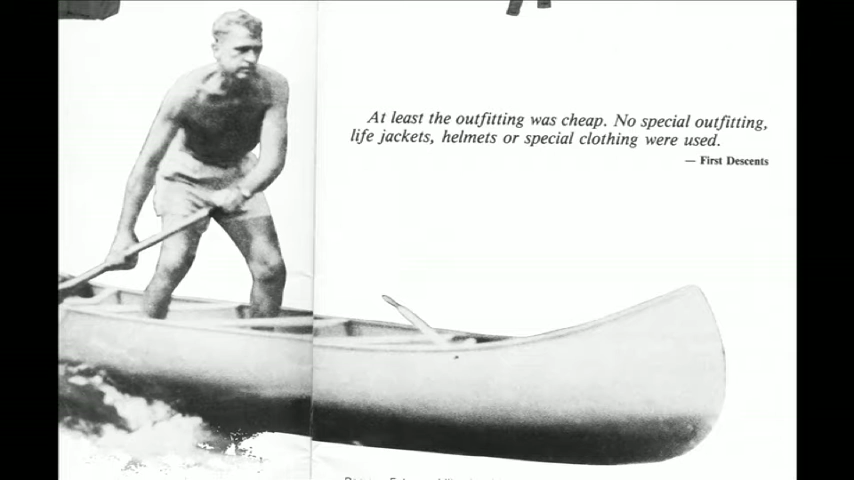 At least the outfitting was cheap. No special outfitting,
life jackets, helmets or special clothing were used.
— First Descents